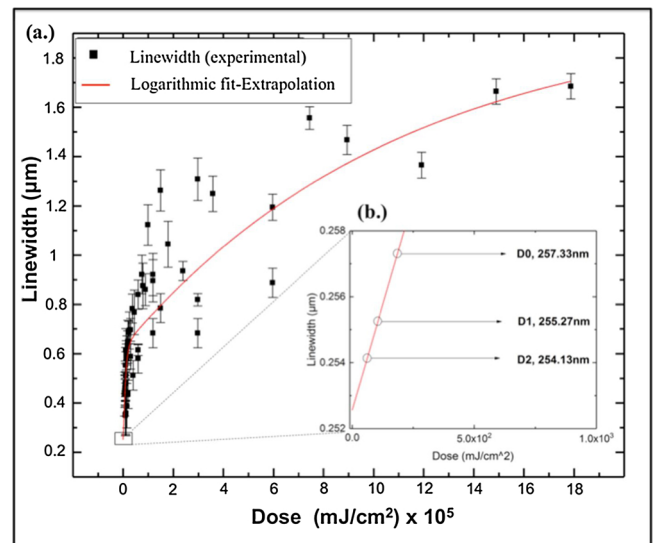 (a.)
Linewidth (experimental)
Logarithmic fit-Extrapolation
1.8
1.6
1.4
1.2
1
0.8
0.6
0.4
0.2
Linewidth (μm)
0 2 4 6 8 10 12 14 16 18
Dose (mJ/cm²) x 10⁵
(b.)
0.258
0.256
0.254
0.252
Linewidth (μm)
D0, 257.33nm
D1, 255.27nm
D2, 254.13nm
0.0 5.0x10² 1.0x10³
Dose (mJ/cm^2)